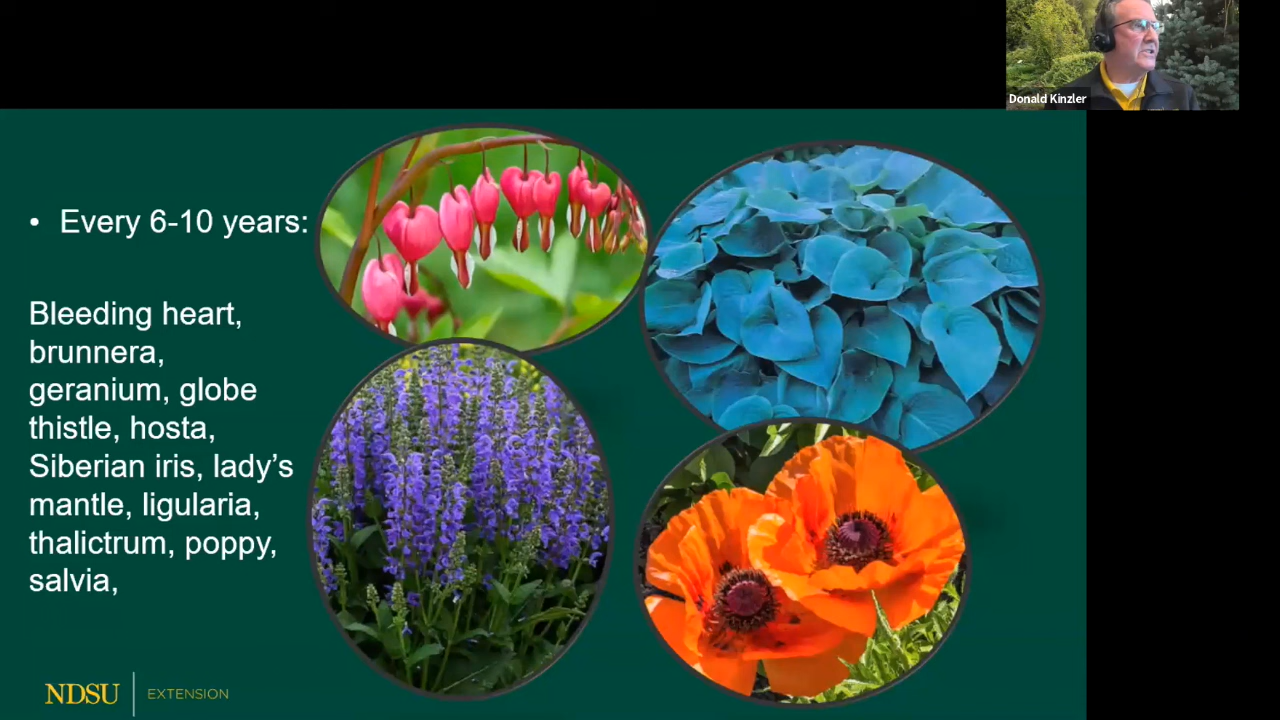 Donald Kinzler
• Every 6-10 years:
Bleeding heart,
brunnera,
geranium, globe
thistle, hosta,
Siberian iris, lady’s
mantle, ligularia,
thalictrum, poppy,
salvia,
NDSU EXTENSION